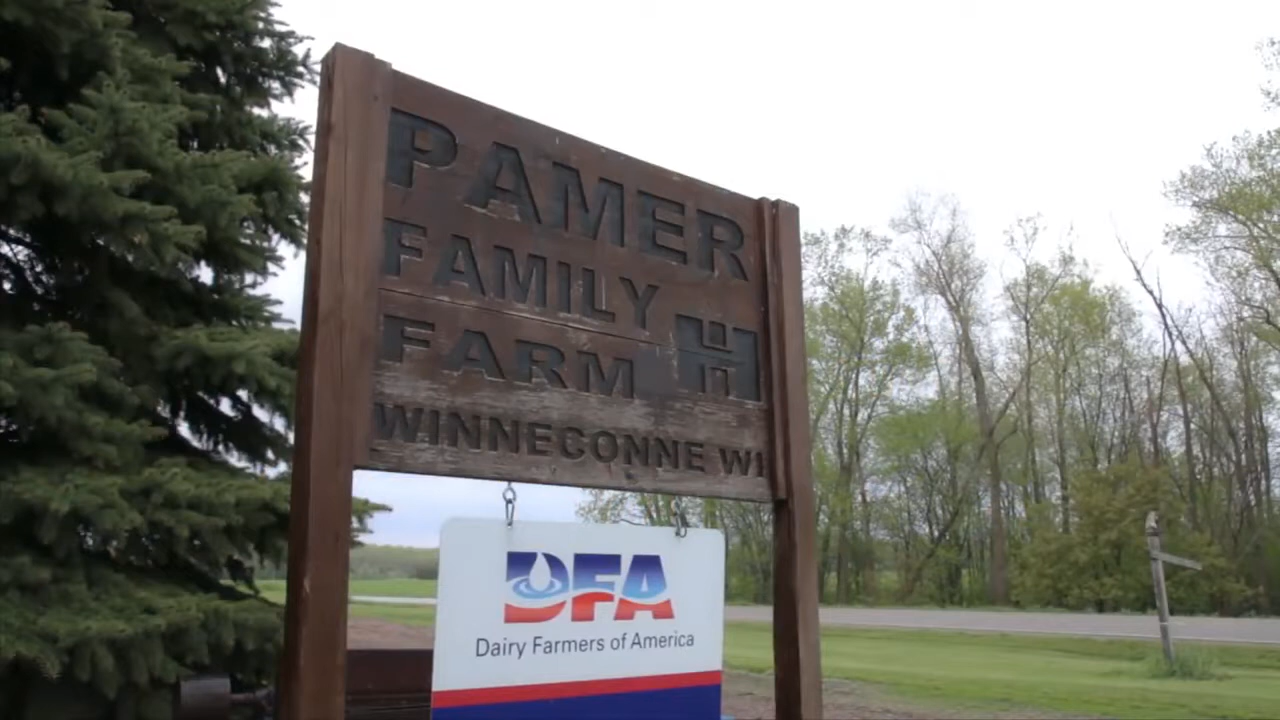 PAMER
FAMILY
FARM
WINNECONNE WI
DFA
Dairy Farmers of America